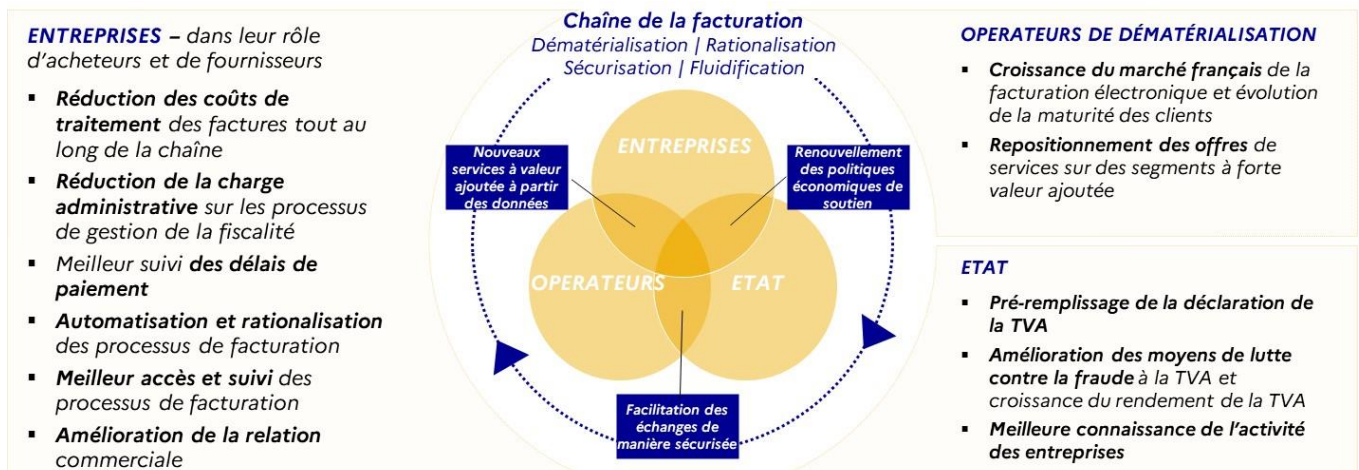 ENTREPRISES – dans leur rôle
d’acheteurs et de fournisseurs
▪ Réduction des coûts de
traitement des factures tout au
long de la chaîne
▪ Réduction de la charge
administrative sur les processus
de gestion de la fiscalité
▪ Meilleur suivi des délais de
paiement
▪ Automatisation et rationalisation
des processus de facturation
▪ Meilleur accès et suivi des
processus de facturation
▪ Amélioration de la relation
commerciale
Chaîne de la facturation
Dématérialisation | Rationalisation
Sécurisation | Fluidification
ENTREPRISES
Nouveaux
services à valeur
ajoutée à partir
des données
Renouvellement
des politiques
économiques de
soutien
OPERATEURS
ETAT
Facilitation des
échanges de
manière sécurisée
OPERATEURS DE DÉMATÉRIALISATION
▪ Croissance du marché français de la
facturation électronique et évolution
de la maturité des clients
▪ Repositionnement des offres de
services sur des segments à forte
valeur ajoutée
ETAT
▪ Pré-remplissage de la déclaration de
la TVA
▪ Amélioration des moyens de lutte
contre la fraude à la TVA et
croissance du rendement de la TVA
▪ Meilleure connaissance de l’activité
des entreprises